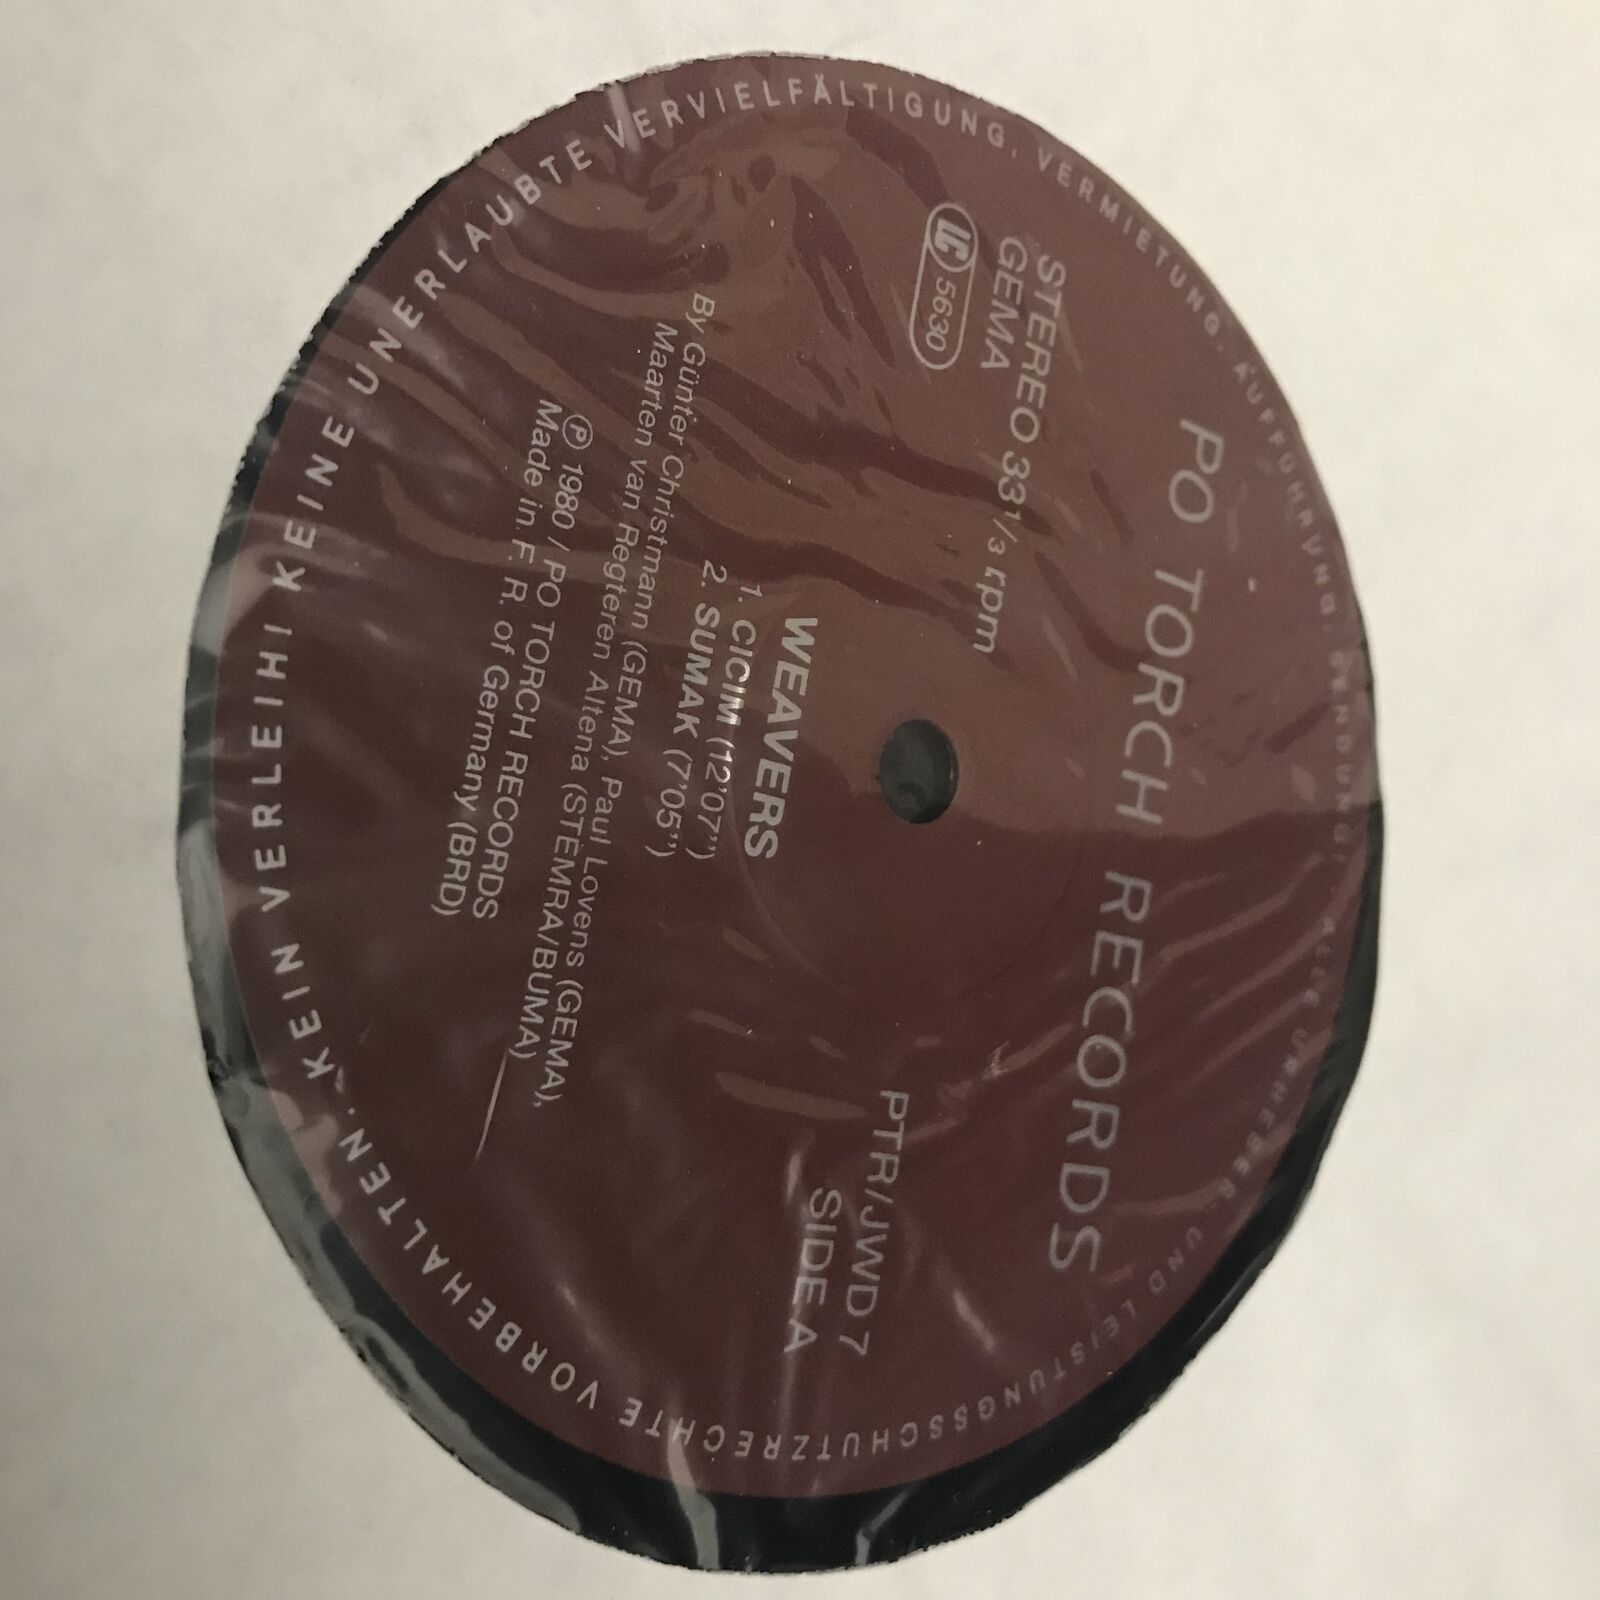 PO TORCH RECORDS
STEREO 33 1/3 rpm
GEMA
LC 5630
PTR/JWD 7
SIDE A
WEAVERS
1. CICIM (12'07")
2. SUMAK (7'05")
By Günter Christmann (GEMA), Paul Lovens (GEMA),
Maarten van Regteren Altena (STEMRA/BUMA)
℗ 1980 / PO TORCH RECORDS
Made in F. R. of Germany (BRD)
ALLE URHEBER- UND LEISTUNGSSCHUTZRECHTE VORBEHALTEN. KEIN VERLEIH! KEINE UNERLAUBTE VERVIELFÄLTIGUNG, VERMIETUNG, AUFFÜHRUNG, SENDUNG!